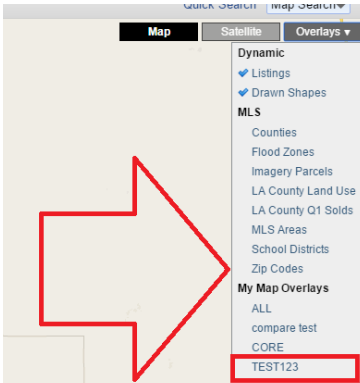 Quick Search Map Search
Map Satellite Overlays
Dynamic
Listings
Drawn Shapes
MLS
Counties
Flood Zones
Imagery Parcels
LA County Land Use
LA County Q1 Solds
MLS Areas
School Districts
Zip Codes
My Map Overlays
ALL
compare test
CORE
TEST123